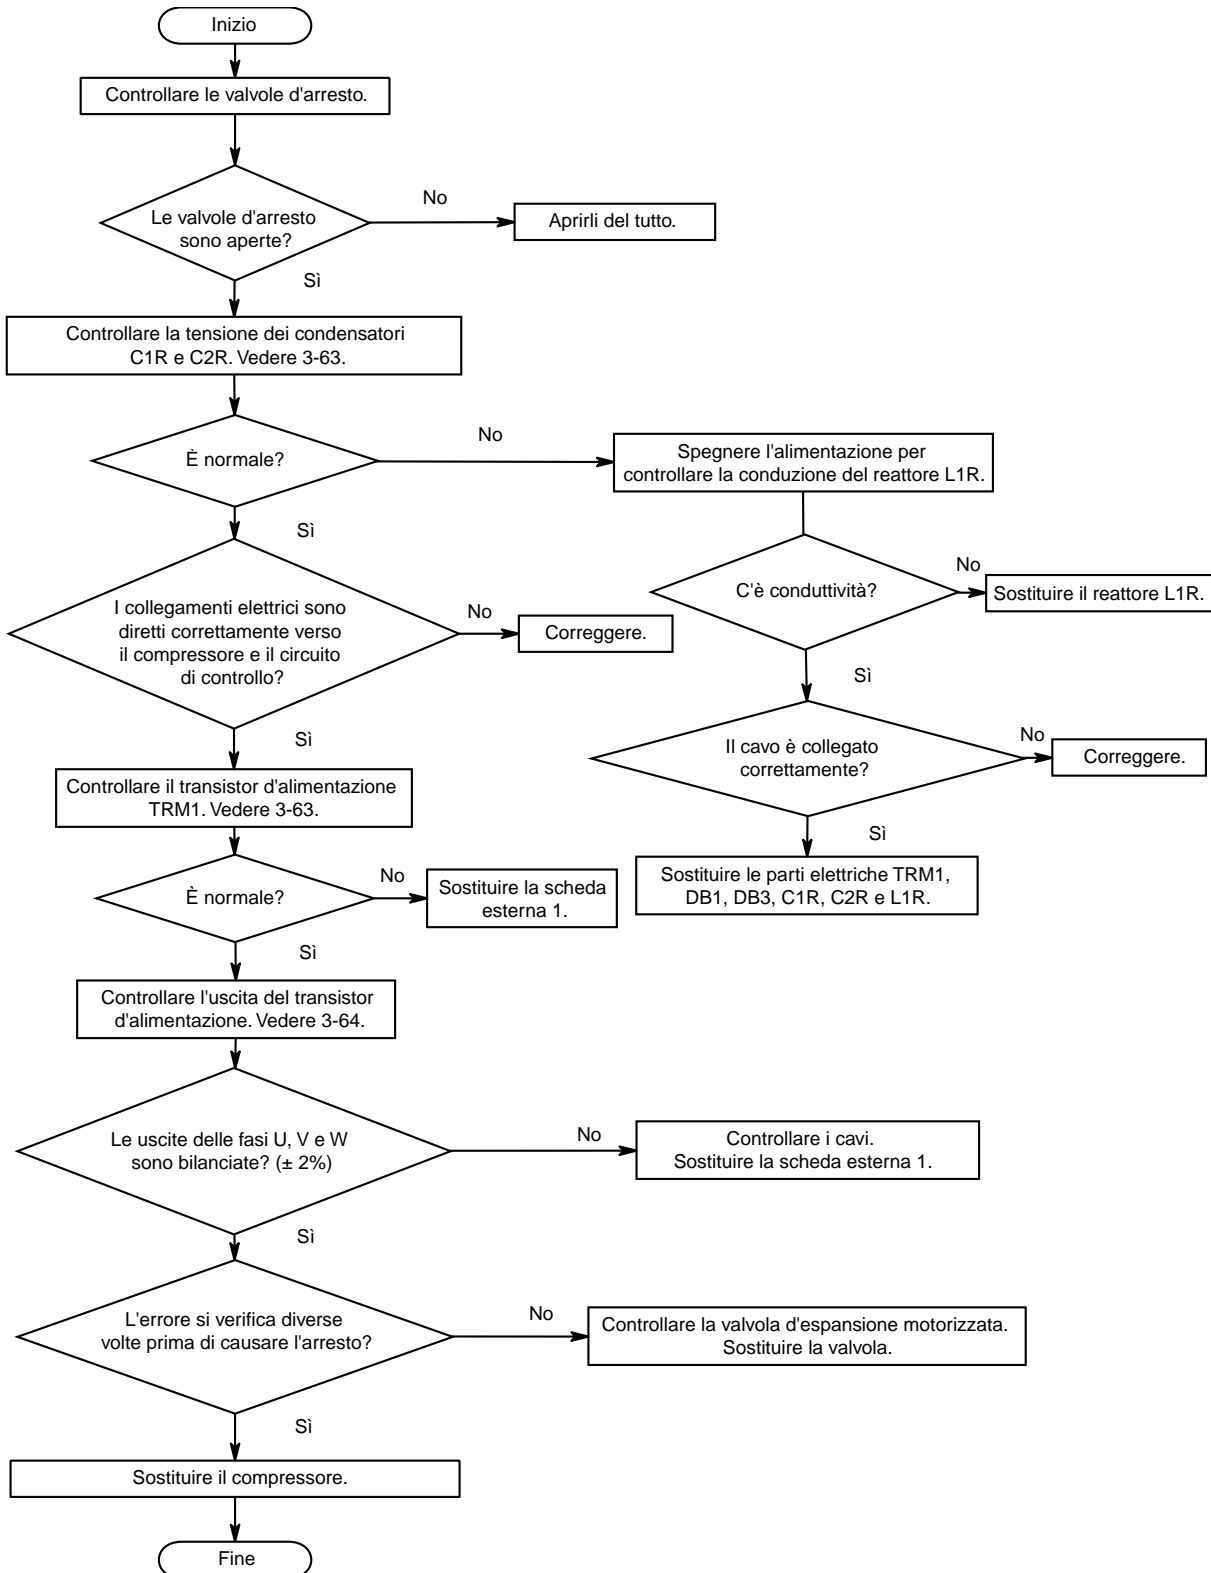 Inizio
Controllare le valvole d'arresto.
Le valvole d'arresto
sono aperte?
No
Aprirli del tutto.
Sì
Controllare la tensione dei condensatori
C1R e C2R. Vedere 3-63.
È normale?
No
Spegnere l'alimentazione per
controllare la conduzione del reattore L1R.
Sì
C'è conduttività?
No
Sostituire il reattore L1R.
I collegamenti elettrici sono
diretti correttamente verso
il compressore e il circuito
di controllo?
No
Correggere.
Sì
Sì
Il cavo è collegato
correttamente?
No
Correggere.
Controllare il transistor d'alimentazione
TRM1. Vedere 3-63.
Sì
Sostituire le parti elettriche TRM1,
DB1, DB3, C1R, C2R e L1R.
È normale?
No
Sostituire la scheda
esterna 1.
Sì
Controllare l'uscita del transistor
d'alimentazione. Vedere 3-64.
Le uscite delle fasi U, V e W
sono bilanciate? (± 2%)
No
Controllare i cavi.
Sostituire la scheda esterna 1.
Sì
L'errore si verifica diverse
volte prima di causare l'arresto?
No
Controllare la valvola d'espansione motorizzata.
Sostituire la valvola.
Sì
Sostituire il compressore.
Fine